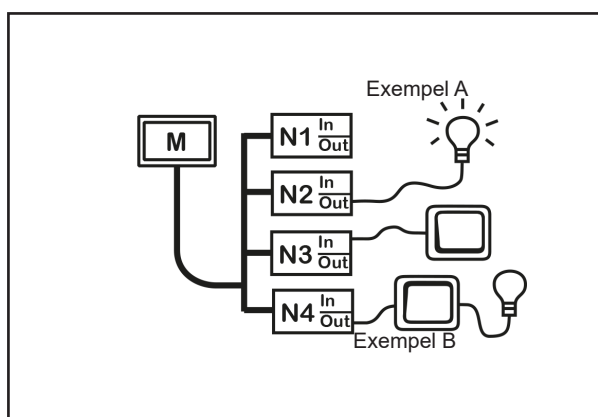 Exempel A
M
N1 In
Out
N2 In
Out
N3 In
Out
N4 In
Out
Exempel B